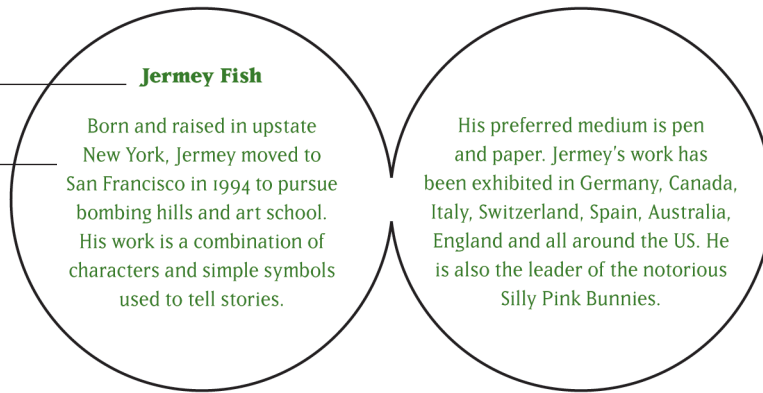 Jermey Fish
Born and raised in upstate
New York, Jermey moved to
San Francisco in 1994 to pursue
bombing hills and art school.
His work is a combination of
characters and simple symbols
used to tell stories.
His preferred medium is pen
and paper. Jermey’s work has
been exhibited in Germany, Canada,
Italy, Switzerland, Spain, Australia,
England and all around the US. He
is also the leader of the notorious
Silly Pink Bunnies.